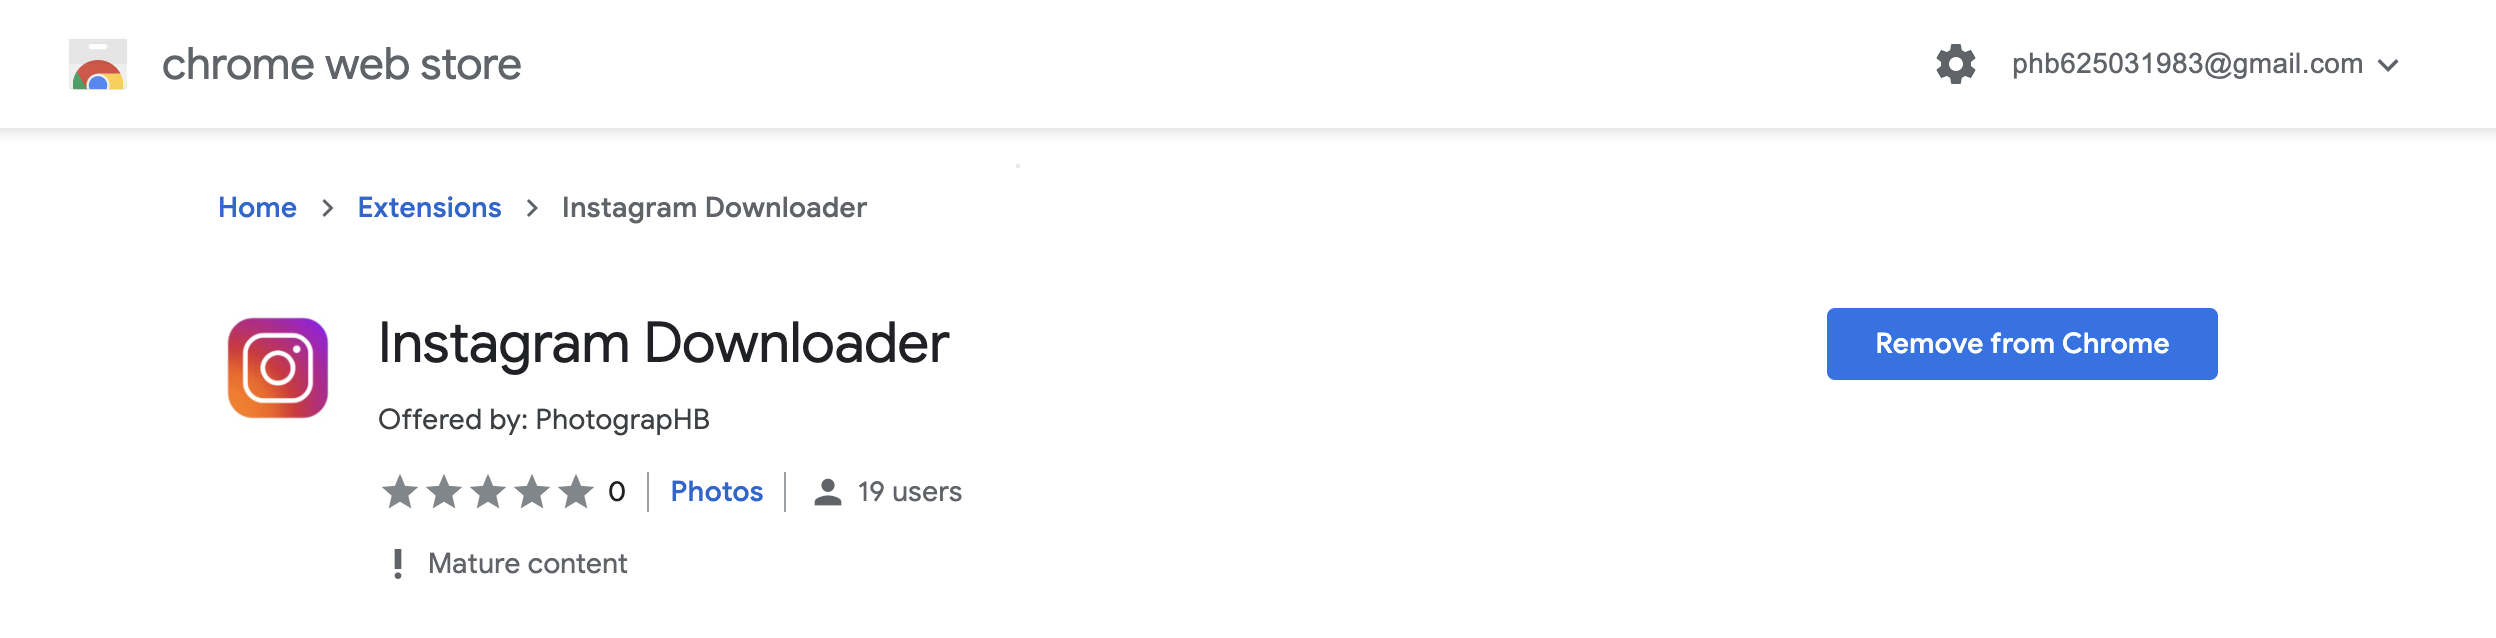 chrome web store
phb625031983@gmail.com
Home > Extensions > Instagram Downloader
Instagram Downloader
Remove from Chrome
Offered by: PhotograpHB
0 | Photos | 19 users
Mature content